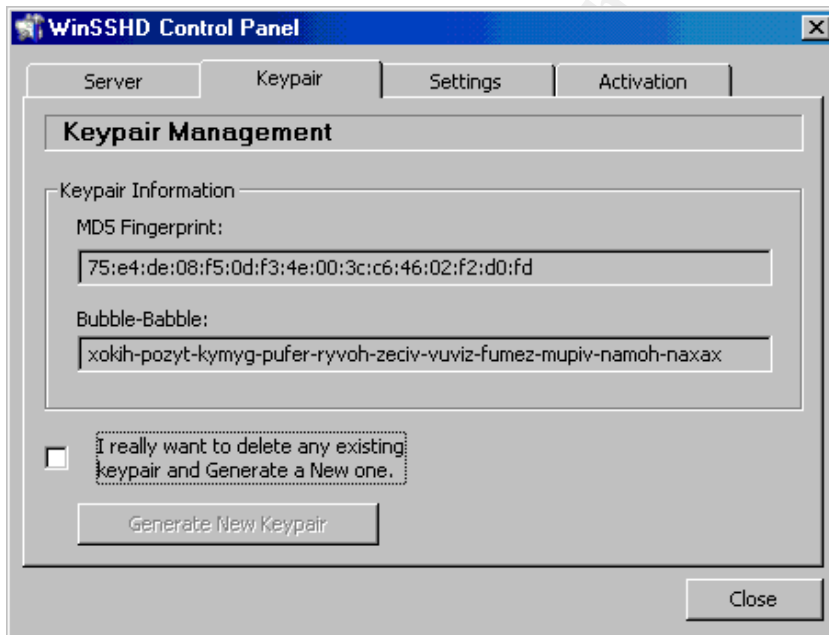 WinSSHD Control Panel
Server Keypair Settings Activation
Keypair Management
Keypair Information
MD5 Fingerprint:
75:e4:de:08:f5:0d:f3:4e:00:3c:c6:46:02:f2:d0:fd
Bubble-Babble:
xokih-pozyt-kymyg-pufer-ryvoh-zeciv-vuviz-fumez-mupiv-namoh-naxax
I really want to delete any existing
keypair and Generate a New one.
Generate New Keypair
Close